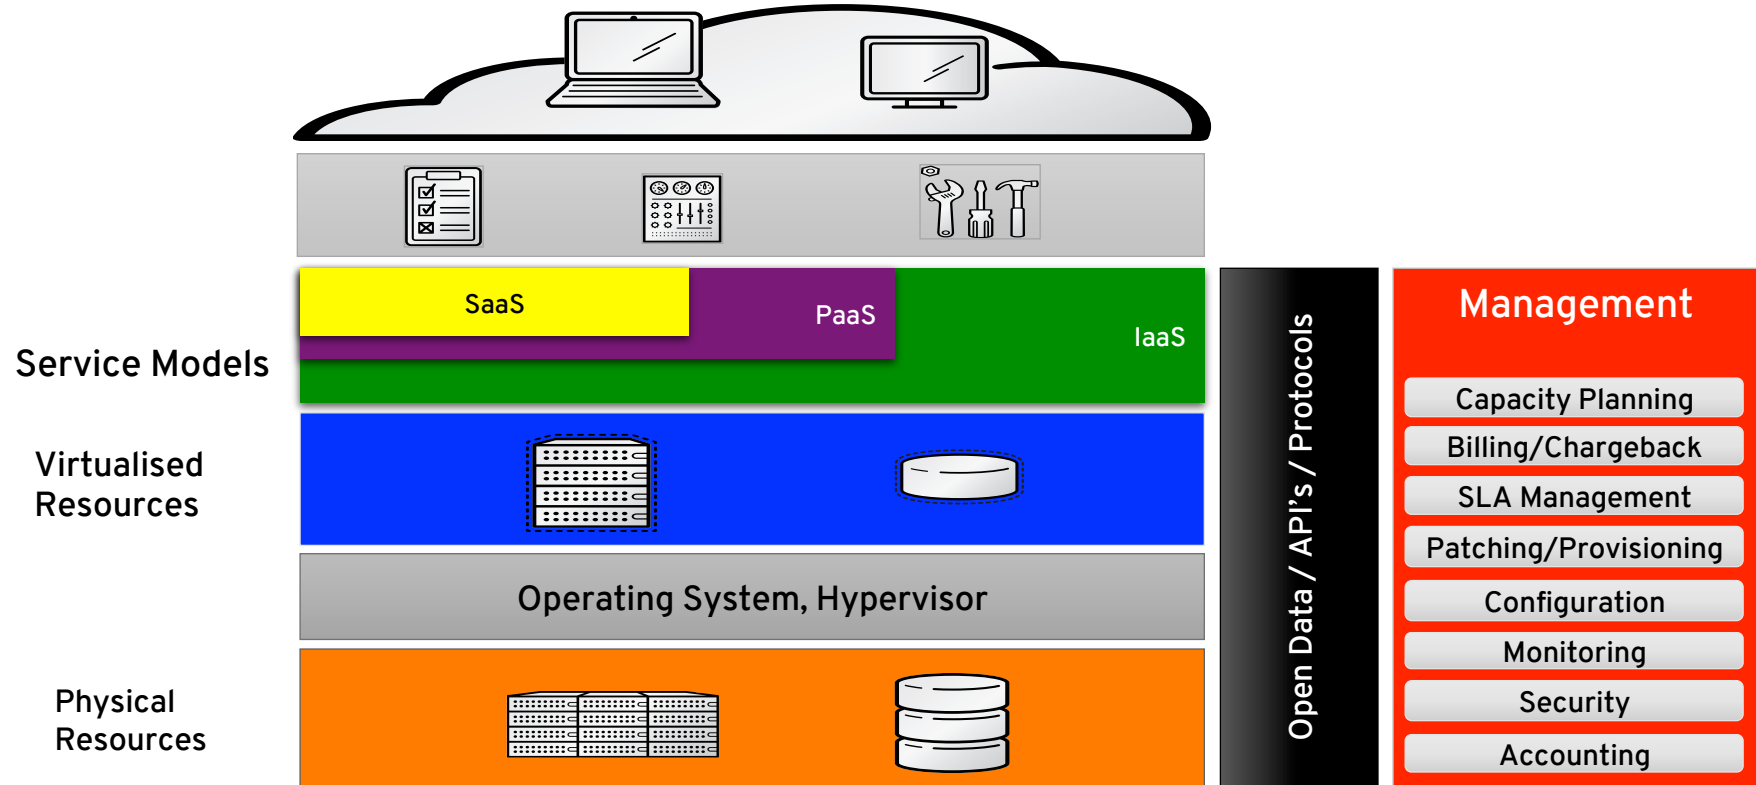 SaaS
PaaS
IaaS
Service Models
Virtualised
Resources
Operating System, Hypervisor
Physical
Resources
Open Data / API's / Protocols
Management
Capacity Planning
Billing/Chargeback
SLA Management
Patching/Provisioning
Configuration
Monitoring
Security
Accounting